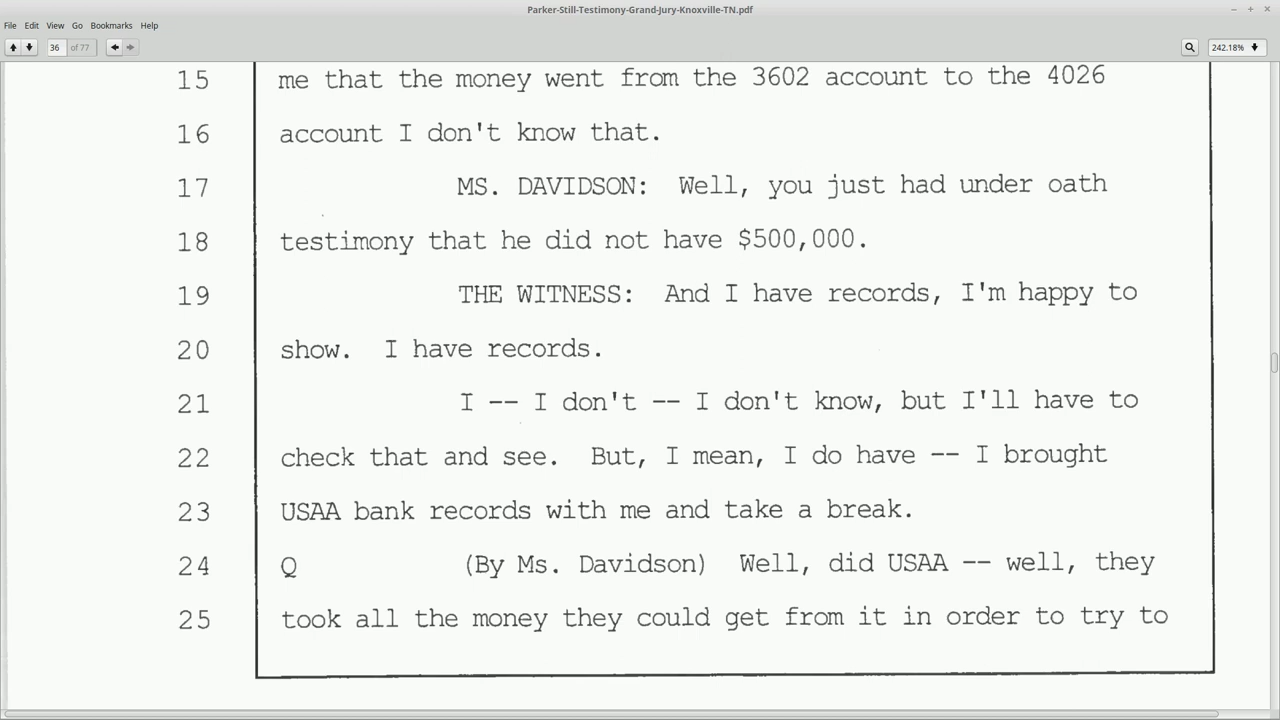 Parker-Still-Testimony-Grand-Jury-Knoxville-TN.pdf
File Edit View Go Bookmarks Help
36 of 77 242.18%
15 me that the money went from the 3602 account to the 4026
16 account I don't know that.
17 MS. DAVIDSON: Well, you just had under oath
18 testimony that he did not have $500,000.
19 THE WITNESS: And I have records, I'm happy to
20 show. I have records.
21 I -- I don't -- I don't know, but I'll have to
22 check that and see. But, I mean, I do have -- I brought
23 USAA bank records with me and take a break.
24 Q (By Ms. Davidson) Well, did USAA -- well, they
25 took all the money they could get from it in order to try to